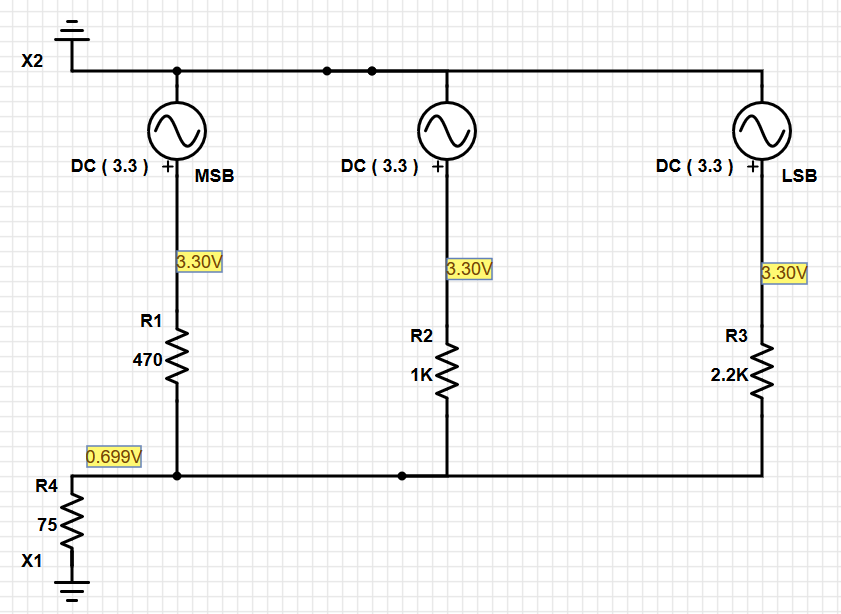 X2
DC ( 3.3 ) +
MSB
DC ( 3.3 ) +
DC ( 3.3 ) +
LSB
3.30V
3.30V
3.30V
R1
470
R2
1K
R3
2.2K
0.699V
R4
75
X1